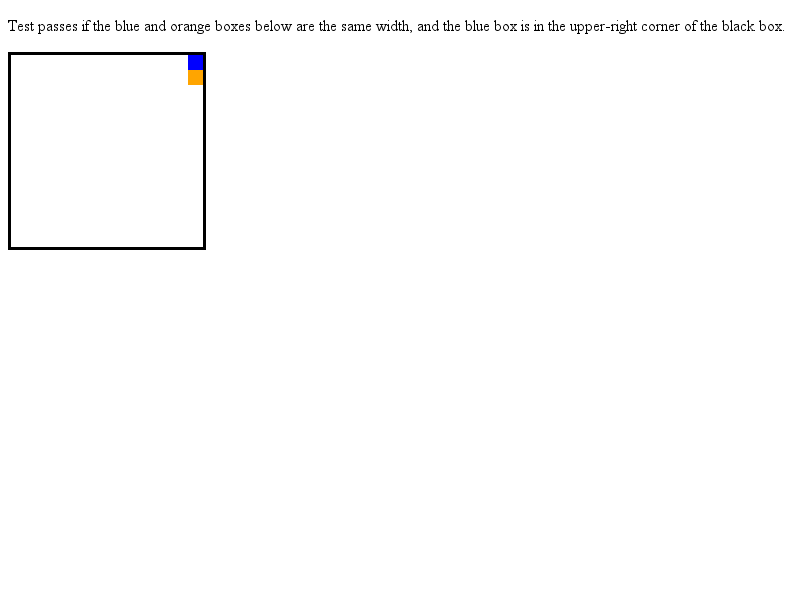 Test passes if the blue and orange boxes below are the same width, and the blue box is in the upper-right corner of the black box.